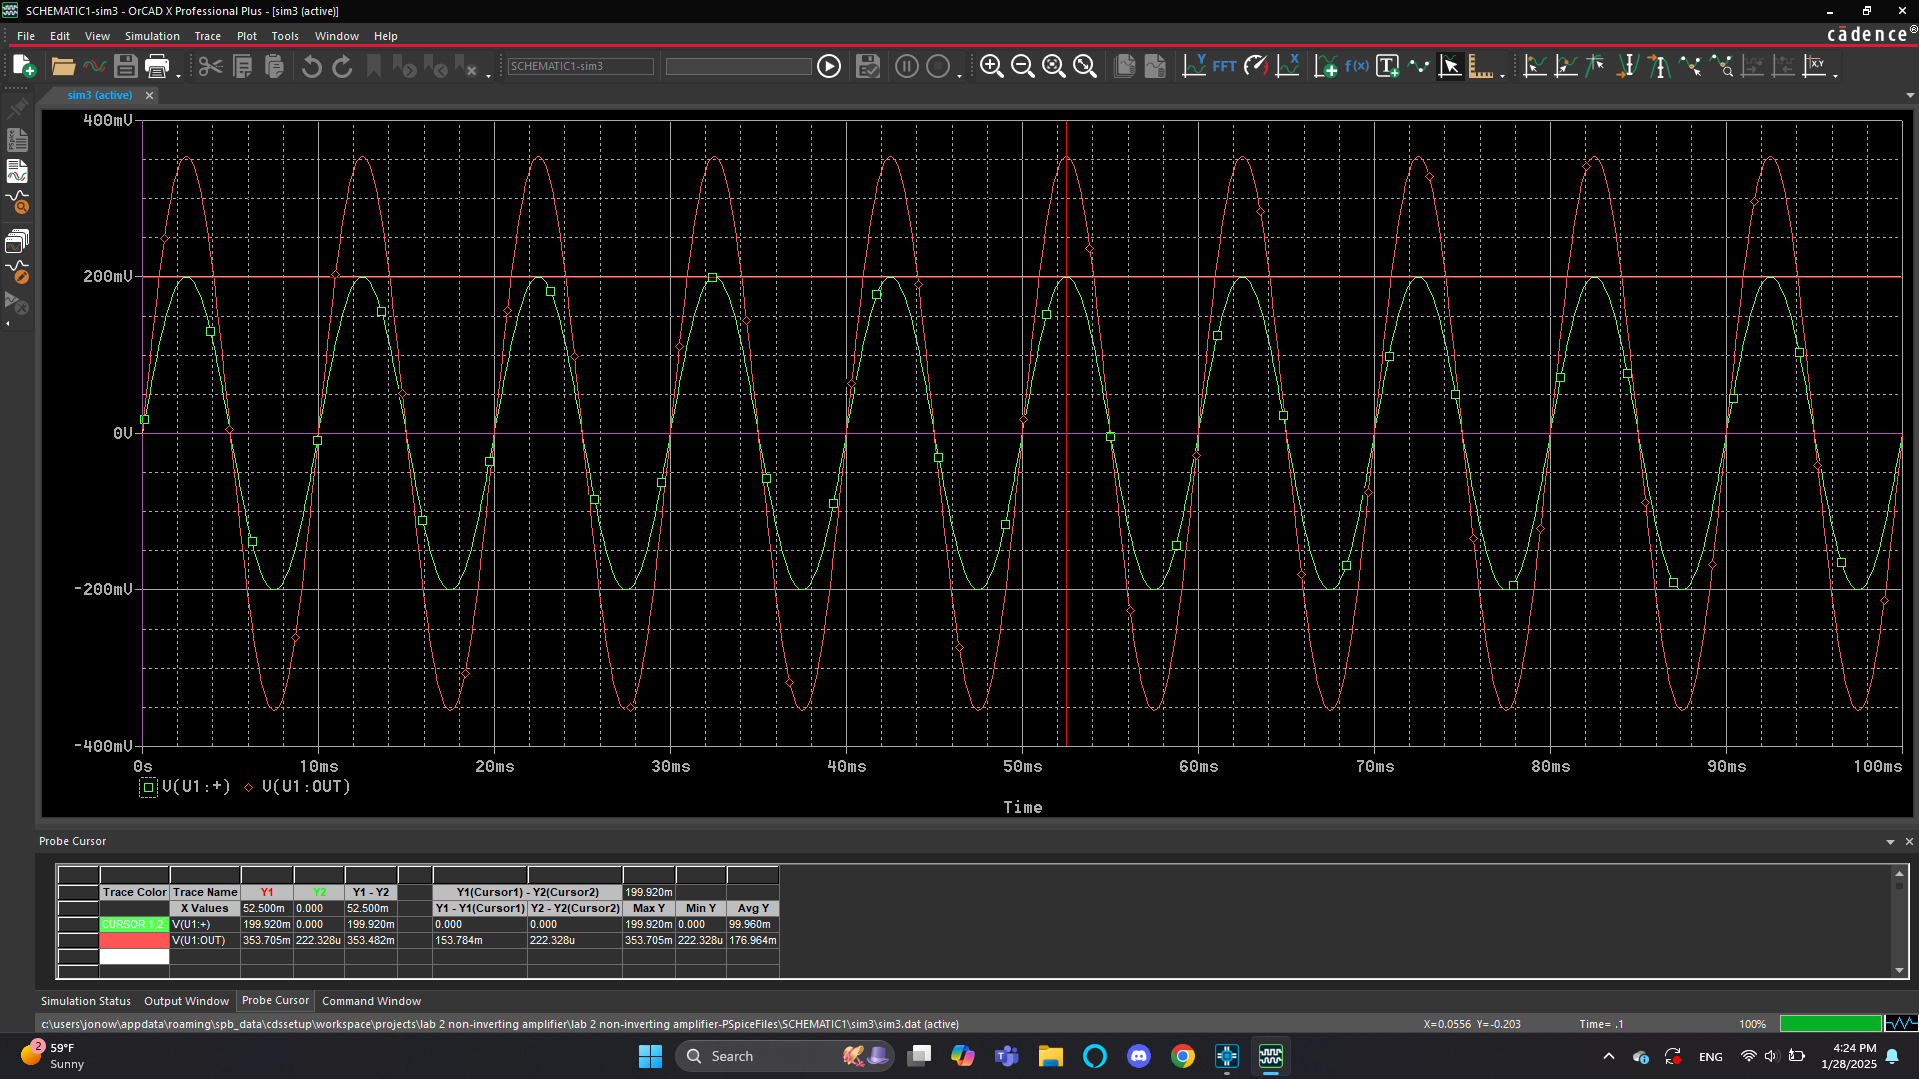 SCHEMATIC1-sim3 - OrCAD X Professional Plus - [sim3 (active)]
File Edit View Simulation Trace Plot Tools Window Help
cādence®
SCHEMATIC1-sim3
FFT
f(x)
sim3 (active)
400mV
200mV
0V
-200mV
-400mV
0s 10ms 20ms 30ms 40ms 50ms 60ms 70ms 80ms 90ms 100ms
V(U1:+) V(U1:OUT)
Time
Probe Cursor
Trace Color Trace Name Y1 Y2 Y1 - Y2 Y1(Cursor1) - Y2(Cursor2) 199.920m
X Values 52.500m 0.000 52.500m Y1 - Y1(Cursor1) Y2 - Y2(Cursor2) Max Y Min Y Avg Y
CURSOR 1,2 V(U1:+) 199.920m 0.000 199.920m 0.000 0.000 199.920m 0.000 99.960m
V(U1:OUT) 353.705m 222.328u 353.482m 153.784m 222.328u 353.705m 222.328u 176.964m
Simulation Status Output Window Probe Cursor Command Window
c:\users\jonow\appdata\roaming\spb_data\cdssetup\workspace\projects\lab 2 non-inverting amplifier\lab 2 non-inverting amplifier-PSpiceFiles\SCHEMATIC1\sim3\sim3.dat (active) X=0.0556 Y=-0.203 Time= .1 100%
2
59°F
Sunny
Search
ENG
4:24 PM
1/28/2025